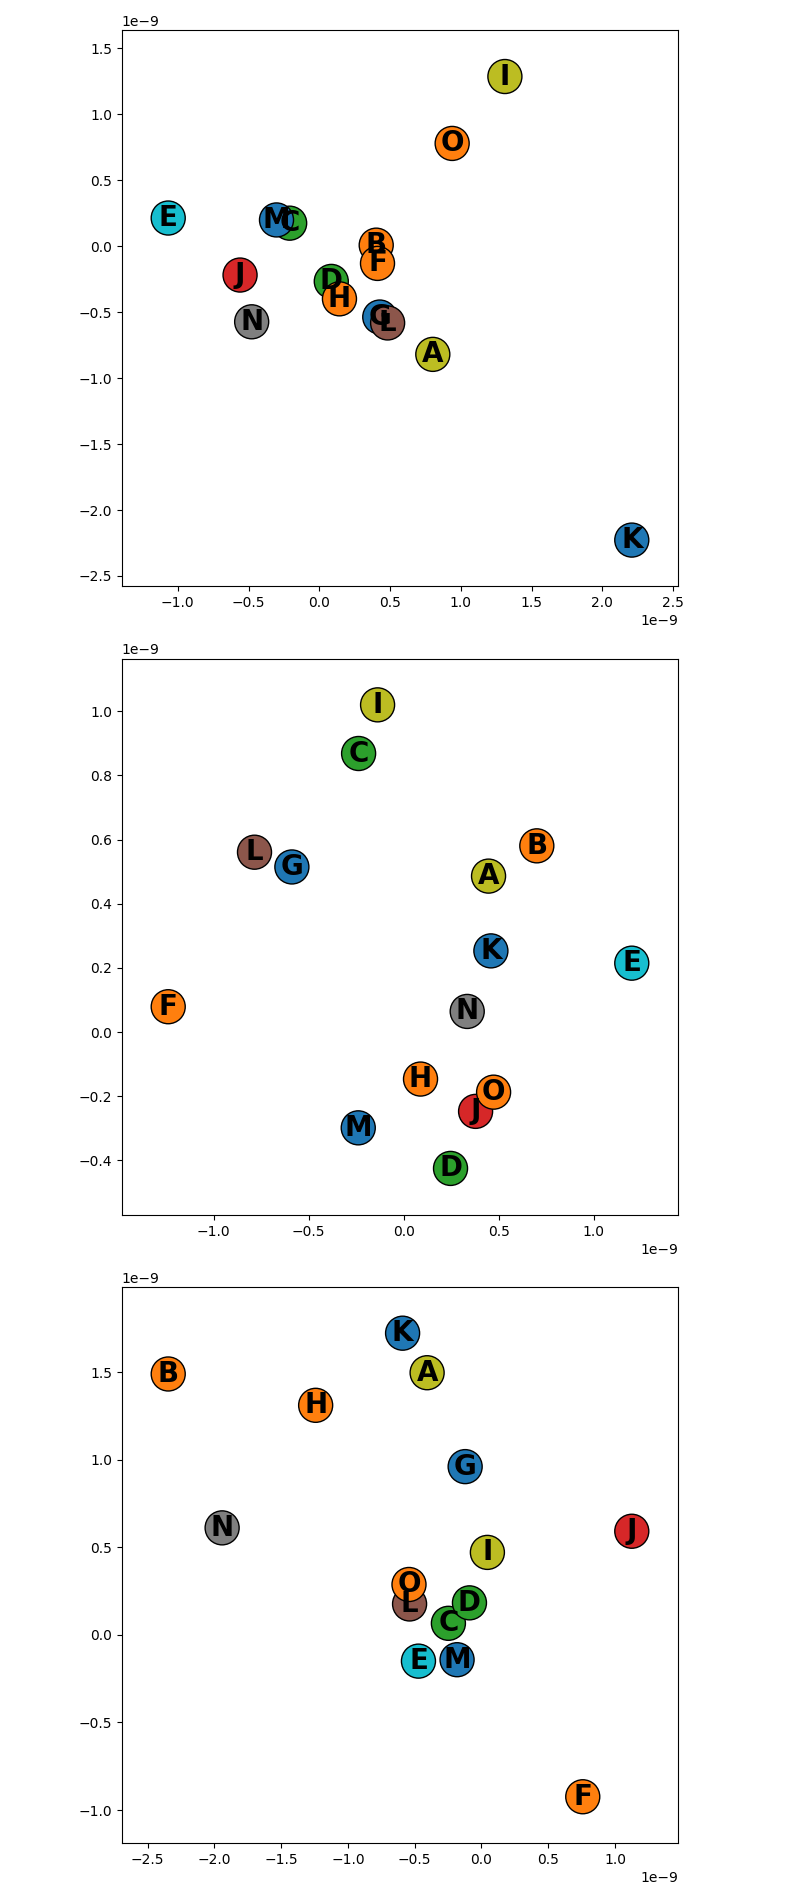 1e−9
1.5
I
1.0
O
0.5
E
M
C
0.0
B
F
J
D
−0.5
H
N
G
L
A
−1.0
−1.5
−2.0
K
−2.5
−1.0 −0.5 0.0 0.5 1.0 1.5 2.0 2.5
1e−9
1e−9
1.0
I
C
0.8
0.6
L
G
B
A
0.4
K
E
0.2
F
N
0.0
H
O
−0.2
J
M
−0.4
D
−1.0 −0.5 0.0 0.5 1.0
1e−9
1e−9
K
1.5
B
A
H
1.0
G
N
J
0.5
I
O
L
D
C
0.0
E
M
−0.5
F
−1.0
−2.5 −2.0 −1.5 −1.0 −0.5 0.0 0.5 1.0
1e−9